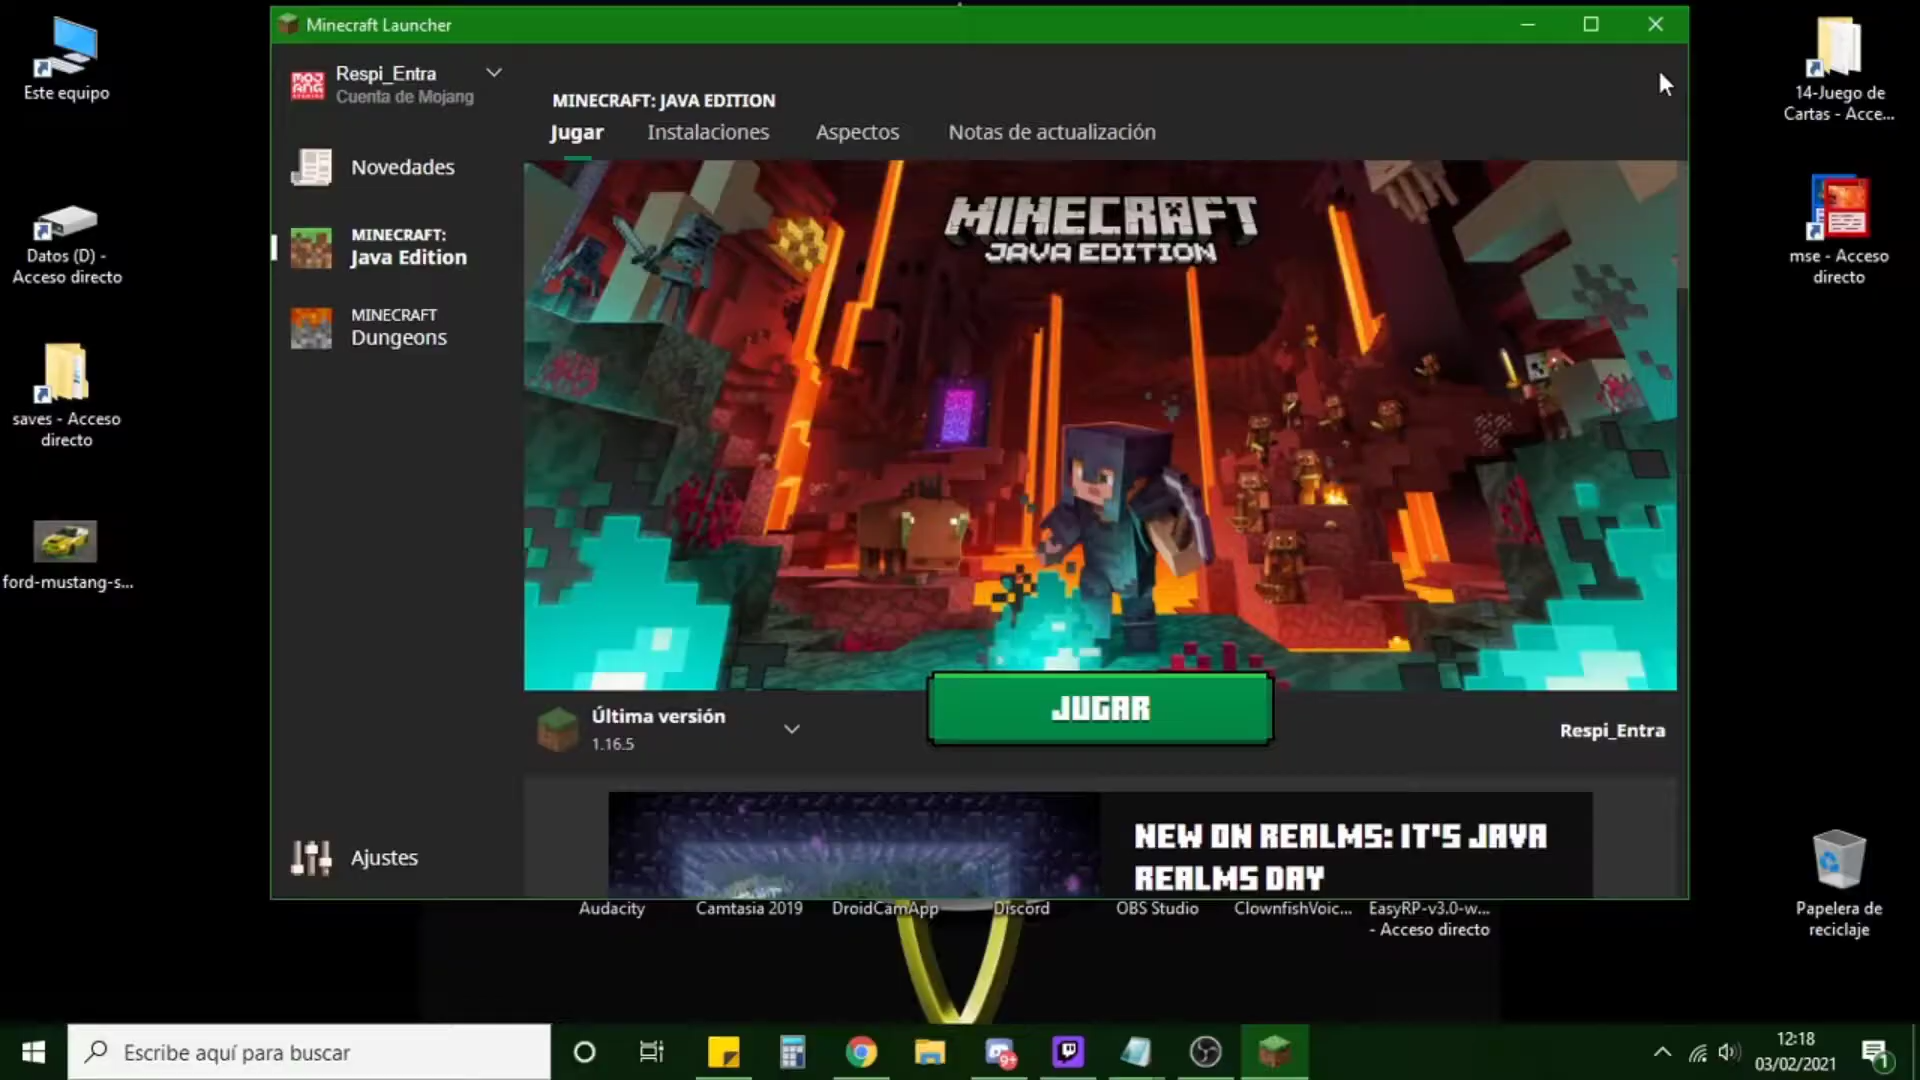 Minecraft Launcher
Este equipo
Datos (D) -
Acceso directo
saves - Acceso
directo
ford-mustang-s...
MOJ
ANG
Respi_Entra
Cuenta de Mojang
Novedades
MINECRAFT:
Java Edition
MINECRAFT
Dungeons
Ajustes
MINECRAFT: JAVA EDITION
Jugar
Instalaciones
Aspectos
Notas de actualización
MINECRAFT
JAVA EDITION
Última versión
1.16.5
JUGAR
Respi_Entra
NEW ON REALMS: IT'S JAVA
REALMS DAY
14-Juego de
Cartas - Acce...
mse - Acceso
directo
Papelera de
reciclaje
Audacity
Camtasia 2019
DroidCamApp
Discord
OBS Studio
ClownfishVoic...
EasyRP-v3.0-w...
- Acceso directo
Escribe aquí para buscar
9+
12:18
03/02/2021
1